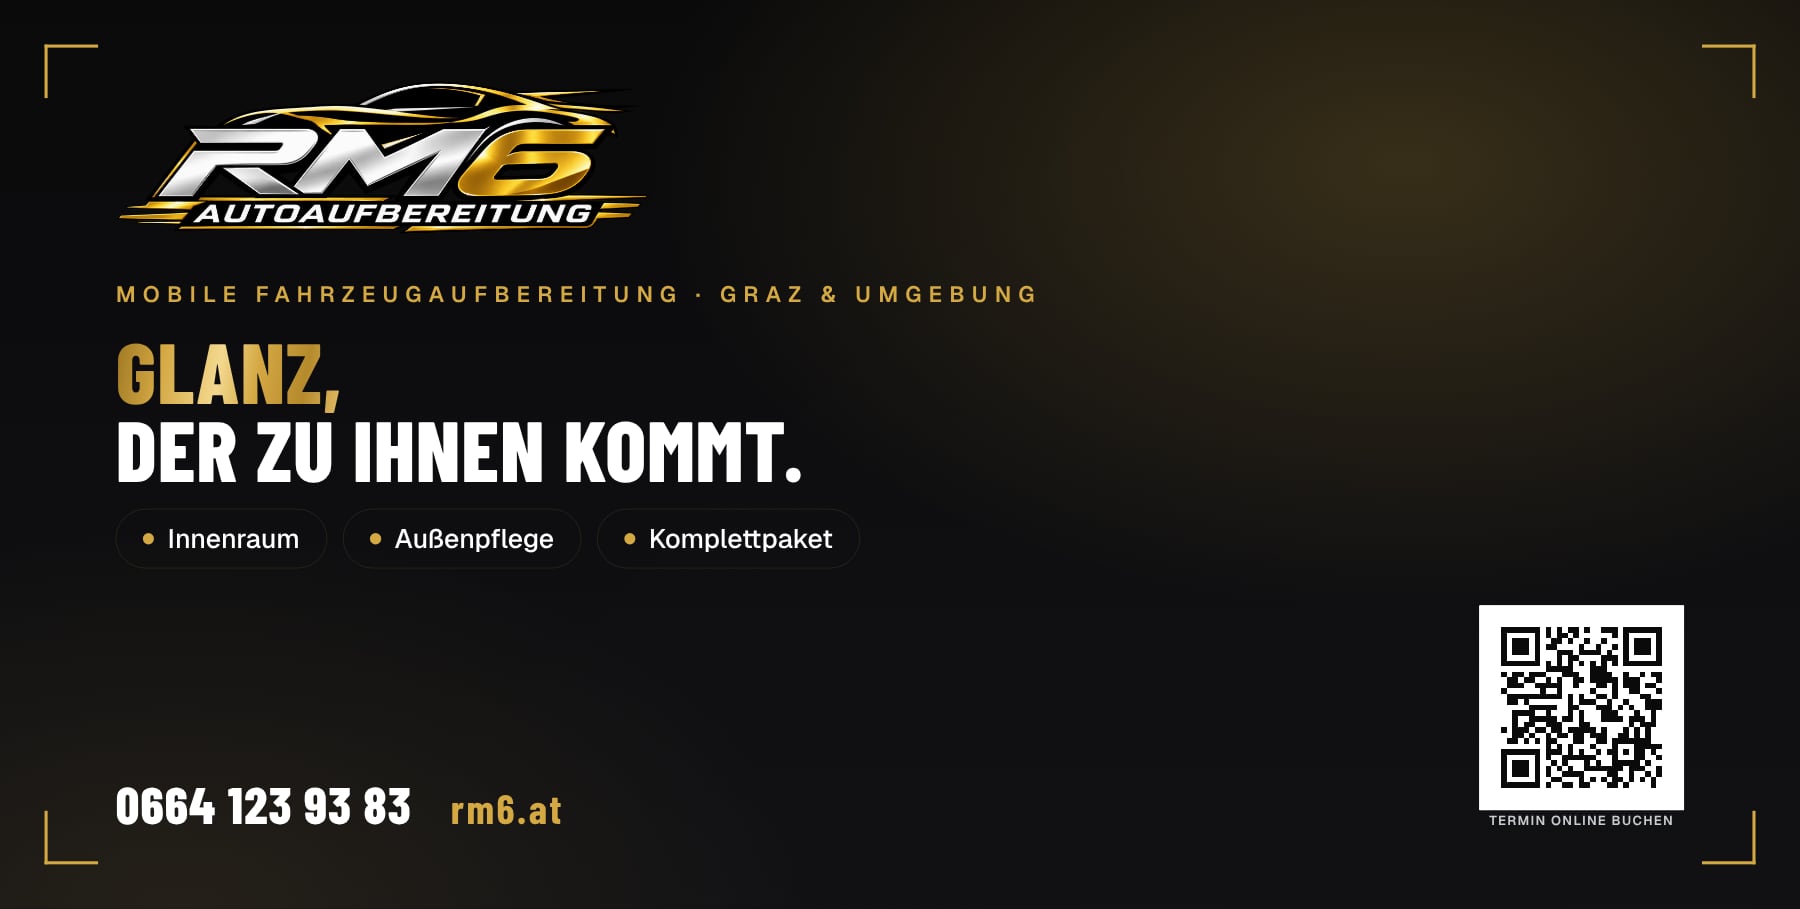 RM6
AUTOAUFBEREITUNG
MOBILE FAHRZEUGAUFBEREITUNG · GRAZ & UMGEBUNG
GLANZ,
DER ZU IHNEN KOMMT.
Innenraum Außenpflege Komplettpaket
0664 123 93 83 rm6.at
TERMIN ONLINE BUCHEN